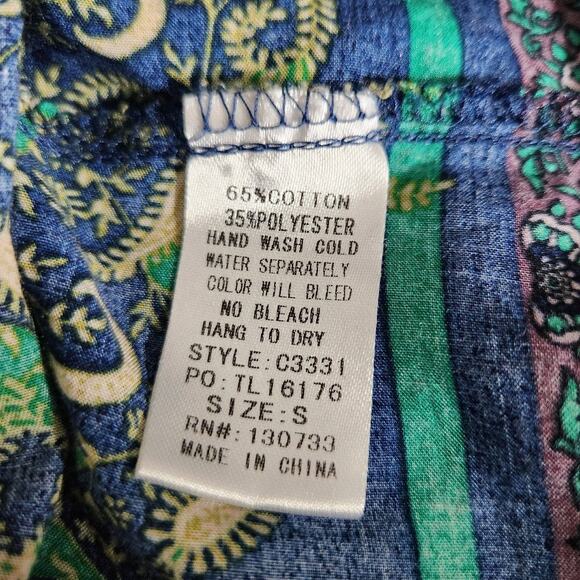 65%COTTON
35%POLYESTER
HAND WASH COLD
WATER SEPARATELY
COLOR WILL BLEED
NO BLEACH
HANG TO DRY
STYLE:C3331
PO:TL16176
SIZE:S
RN#:130733
MADE IN CHINA